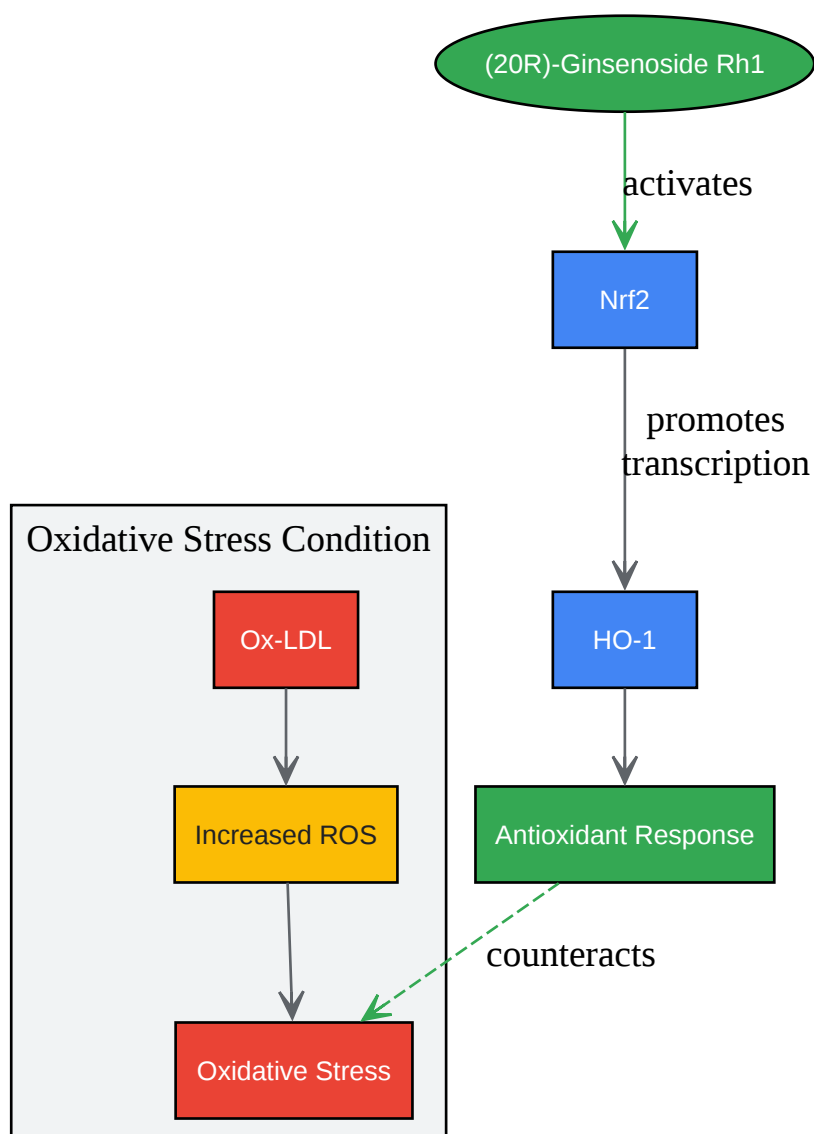 (20R)-Ginsenoside Rh1
activates
Nrf2
promotes
transcription
Oxidative Stress Condition
Ox-LDL
HO-1
Increased ROS
Antioxidant Response
counteracts
Oxidative Stress